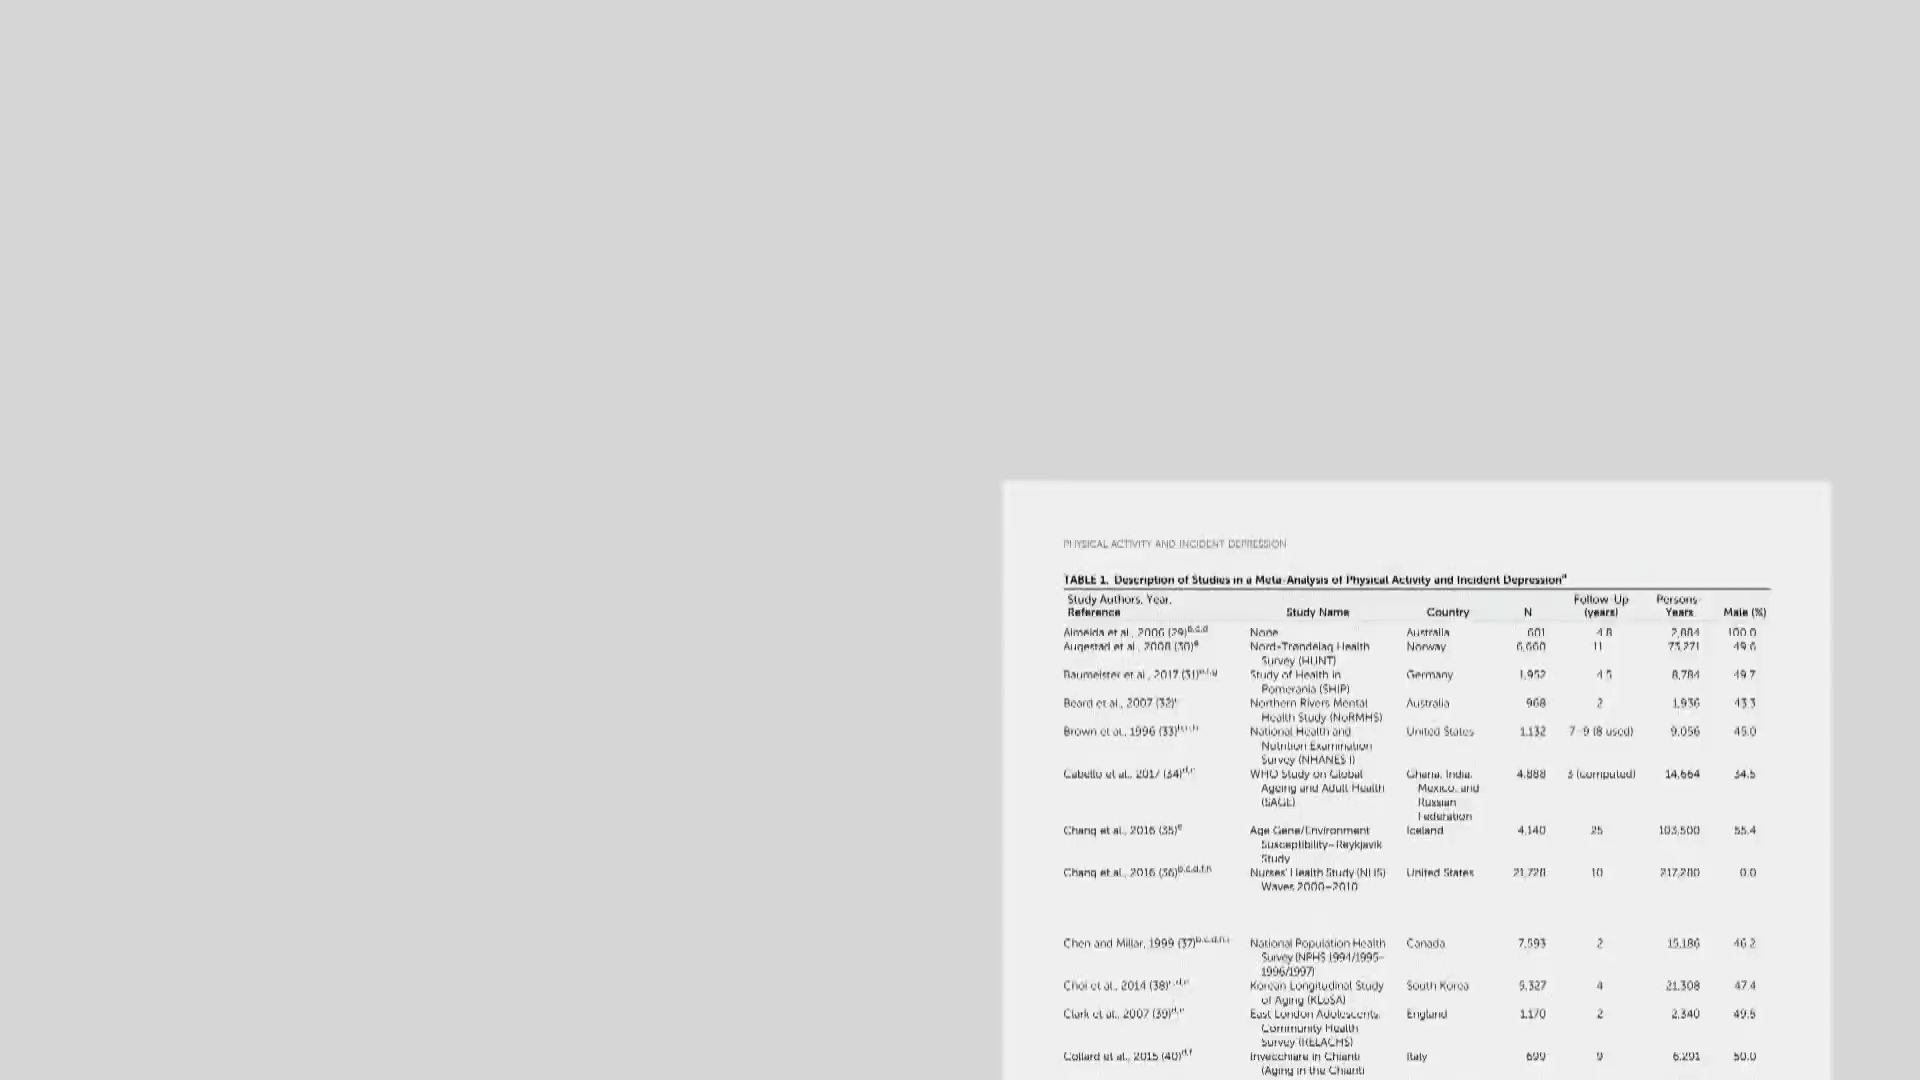 PHYSICAL ACTIVITY AND INCIDENT DEPRESSION
TABLE 1. Description of Studies in a Meta-Analysis of Physical Activity and Incident Depressionᵃ
Study Authors, Year, Reference Study Name Country N Follow-Up (years) Persons-Years Male (%)
Almeida et al., 2006 (29)b,c,d None Australia 601 4.8 2,884 100.0
Augestad et al., 2008 (30)e Nord-Trøndelag Health Norway 6,660 11 73,271 49.6
Survey (HUNT)
Baumeister et al., 2017 (31) Study of Health in Germany 1,952 4.5 8,784 49.7
Pomerania (SHIP)
Beard et al., 2007 (32) Northern Rivers Mental Australia 968 2 1,936 43.3
Health Study (NoRMHS)
Brown et al., 1996 (33) National Health and United States 1,132 7–9 (8 used) 9,056 45.0
Nutrition Examination
Survey (NHANES I)
Cabello et al., 2017 (34) WHO Study on Global Ghana, India, 4,888 3 (computed) 14,664 34.5
Ageing and Adult Health Mexico, and
(SAGE) Russian
Federation
Chang et al., 2016 (35)e Age Gene/Environment Iceland 4,140 25 103,500 55.4
Susceptibility–Reykjavik
Study
Chang et al., 2016 (36) Nurses' Health Study (NHS) United States 21,728 10 217,280 0.0
Waves 2000–2010
Chen and Millar, 1999 (37) National Population Health Canada 7,593 2 15,186 46.2
Survey (NPHS 1994/1995–
1996/1997)
Choi et al., 2014 (38) Korean Longitudinal Study South Korea 5,327 4 21,308 47.4
of Aging (KLoSA)
Clark et al., 2007 (39) East London Adolescents England 1,170 2 2,340 49.5
Community Health
Survey (RELACHS)
Collard et al., 2015 (40)d,f Invecchiare in Chianti Italy 699 9 6,291 50.0
(Aging in the Chianti